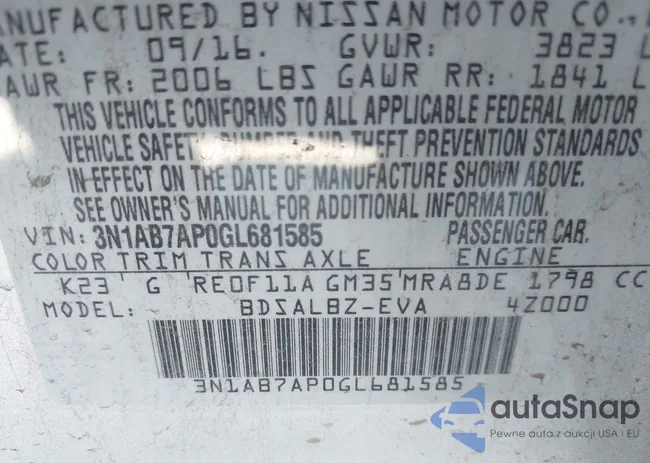 MANUFACTURED BY NISSAN MOTOR CO.,
DATE: 09/16. GVWR: 3823 L
GAWR FR: 2006 LBS GAWR RR: 1841 L
THIS VEHICLE CONFORMS TO ALL APPLICABLE FEDERAL MOTOR
VEHICLE SAFETY, BUMPER AND THEFT PREVENTION STANDARDS
IN EFFECT ON THE DATE OF MANUFACTURE SHOWN ABOVE.
SEE OWNER'S MANUAL FOR ADDITIONAL INFORMATION.
VIN: 3N1AB7AP0GL681585 PASSENGER CAR.
COLOR TRIM TRANS AXLE ENGINE
K23 G RE0F11A GM35 MRA8DE 1798 CC
MODEL: BDSALBZ-EVA 4Z000
3N1AB7AP0GL681585
autaSnap
Pewne auta z aukcji USA i EU